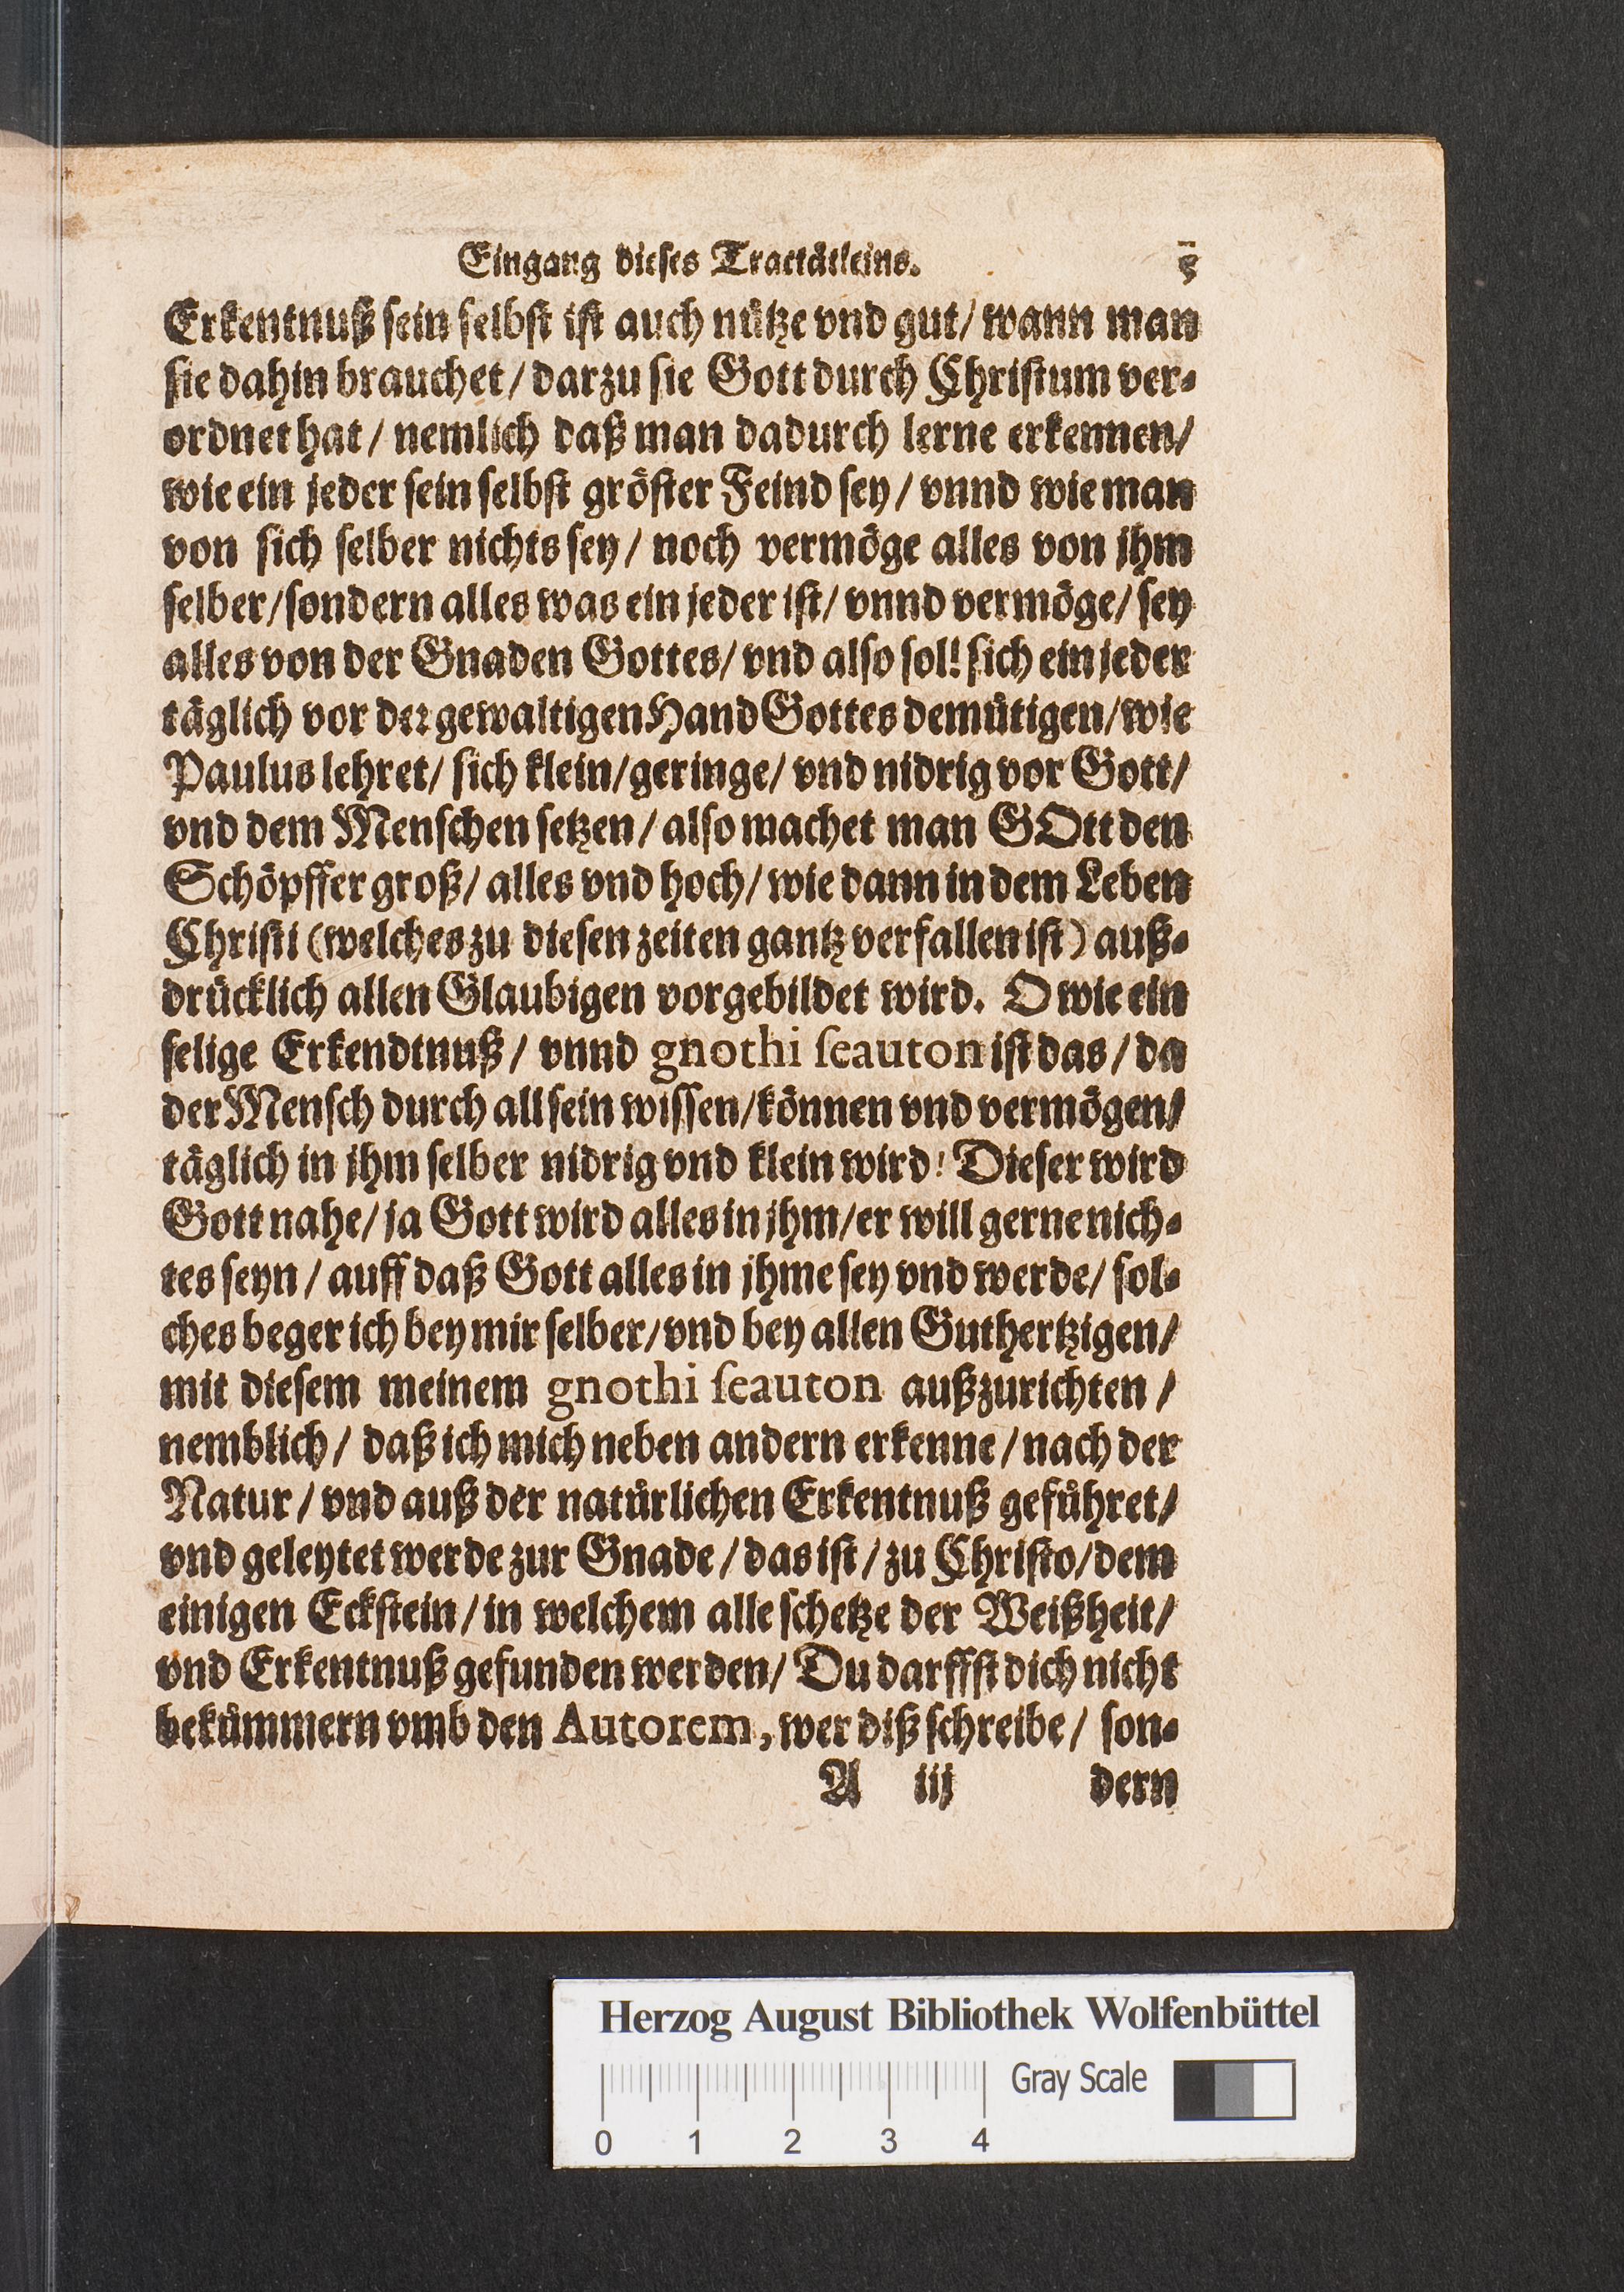 Eingang dieses Tractätleins. 5
Erkentnuß sein selbst ist auch nütze vnd gut/ wann man
sie dahin brauchet/ darzu sie Gott durch Christum ver-
ordnet hat/ nemlich daß man dadurch lerne erkennen/
wie ein jeder sein selbst gröster Feind sey/ vnnd wie man
von sich selber nichts sey/ noch vermöge alles von jhm
selber/ sondern alles was ein jeder ist/ vnnd vermöge/ sey
alles von der Gnaden Gottes/ vnd also sol! sich ein jeder
täglich vor der gewaltigen Hand Gottes demütigen/ wie
Paulus lehret/ sich klein/ geringe/ vnd nidrig vor Gott/
vnd dem Menschen setzen/ also machet man GOtt den
Schöpffer groß/ alles vnd hoch/ wie dann in dem Leben
Christi (welches zu diesen zeiten gantz verfallen ist) auß-
drücklich allen Glaubigen vorgebildet wird. O wie ein
selige Erkendtnuß/ vnnd gnothi seauton ist das/ da
der Mensch durch all sein wissen/ können vnd vermögen/
täglich in jhm selber nidrig vnd klein wird! Dieser wird
Gott nahe/ ja Gott wird alles in jhm/ er will gerne nich-
tes seyn/ auff daß Gott alles in jhme sey vnd werde/ sol-
ches beger ich bey mir selber/ vnd bey allen Guthertzigen/
mit diesem meinem gnothi seauton außzurichten/
nemblich/ daß ich mich neben andern erkenne/ nach der
Natur/ vnd auß der natürlichen Erkentnuß geführet/
vnd geleytet werde zur Gnade/ das ist/ zu Christo/ dem
einigen Eckstein/ in welchem alle schetze der Weißheit/
vnd Erkentnuß gefunden werden/ Du darffst dich nicht
bekümmern vmb den Autorem, wer diß schreibe/ son-
A iij dern
Herzog August Bibliothek Wolfenbüttel
Gray Scale
0 1 2 3 4